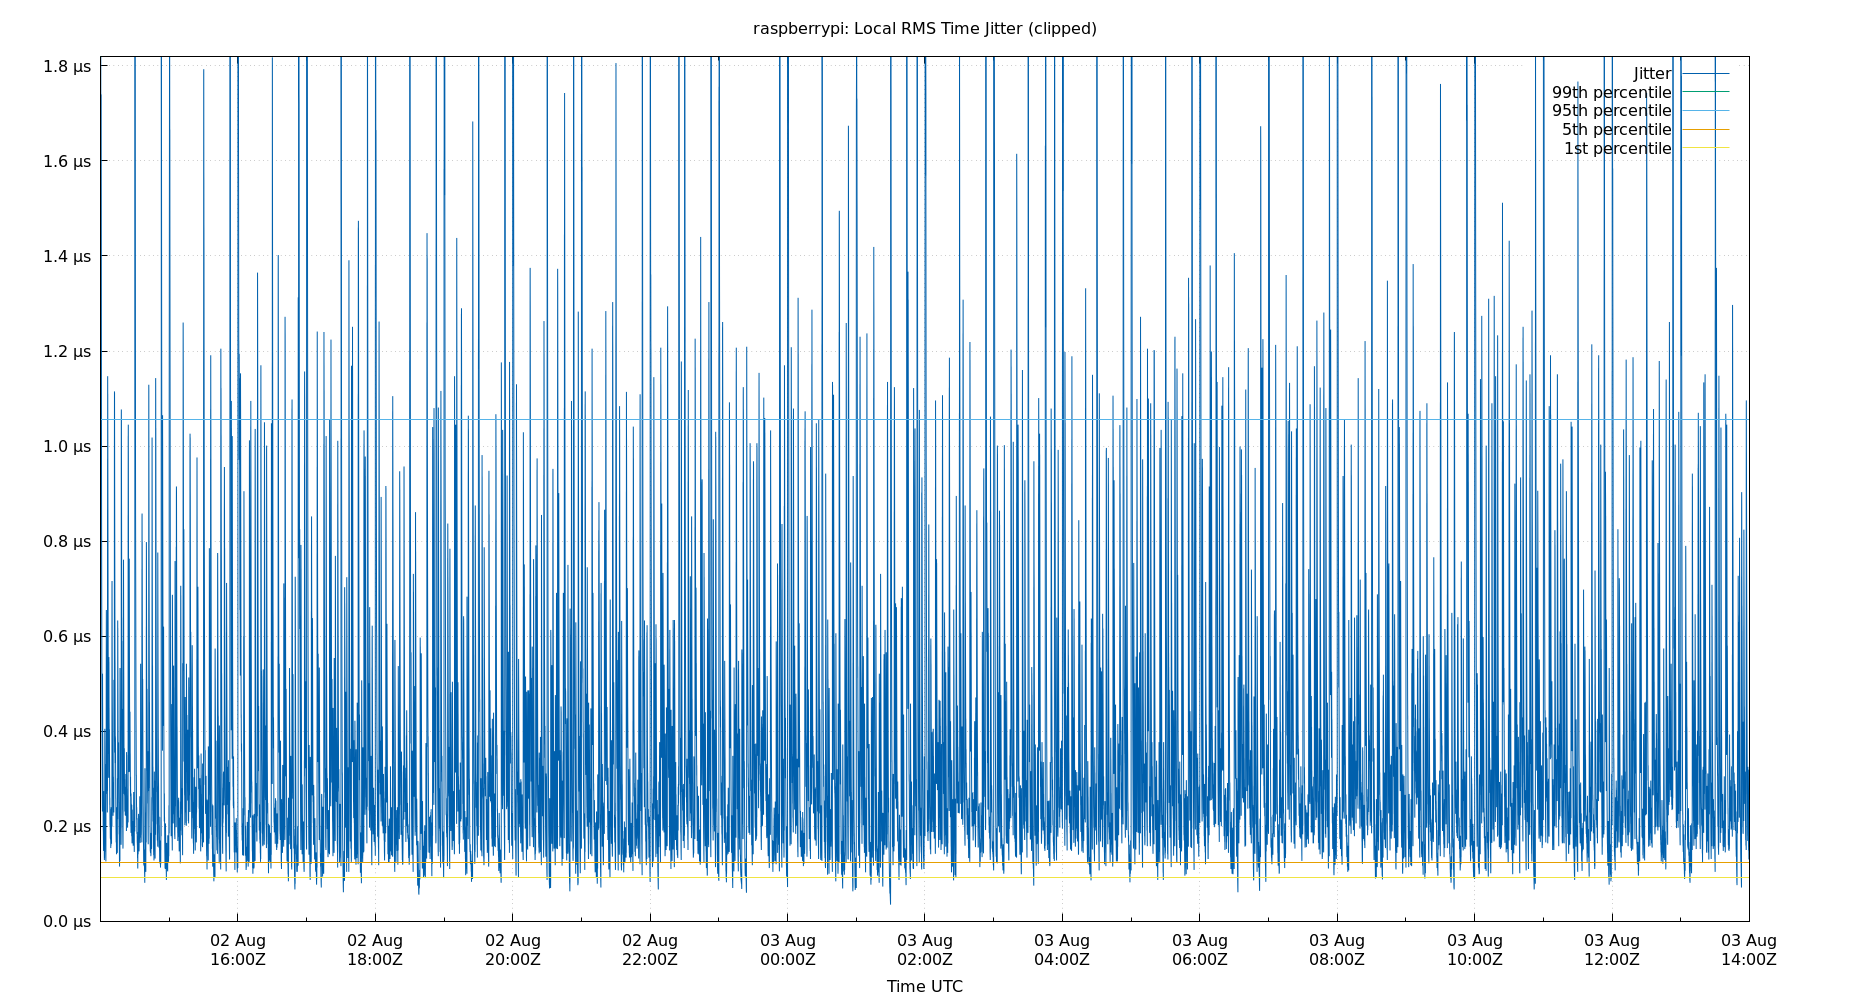 raspberrypi: Local RMS Time Jitter (clipped)
1.8 μs
1.6 μs
1.4 μs
1.2 μs
1.0 μs
0.8 μs
0.6 μs
0.4 μs
0.2 μs
0.0 μs
Jitter
99th percentile
95th percentile
5th percentile
1st percentile
02 Aug 02 Aug 02 Aug 02 Aug 03 Aug 03 Aug 03 Aug 03 Aug 03 Aug 03 Aug 03 Aug 03 Aug
16:00Z 18:00Z 20:00Z 22:00Z 00:00Z 02:00Z 04:00Z 06:00Z 08:00Z 10:00Z 12:00Z 14:00Z
Time UTC